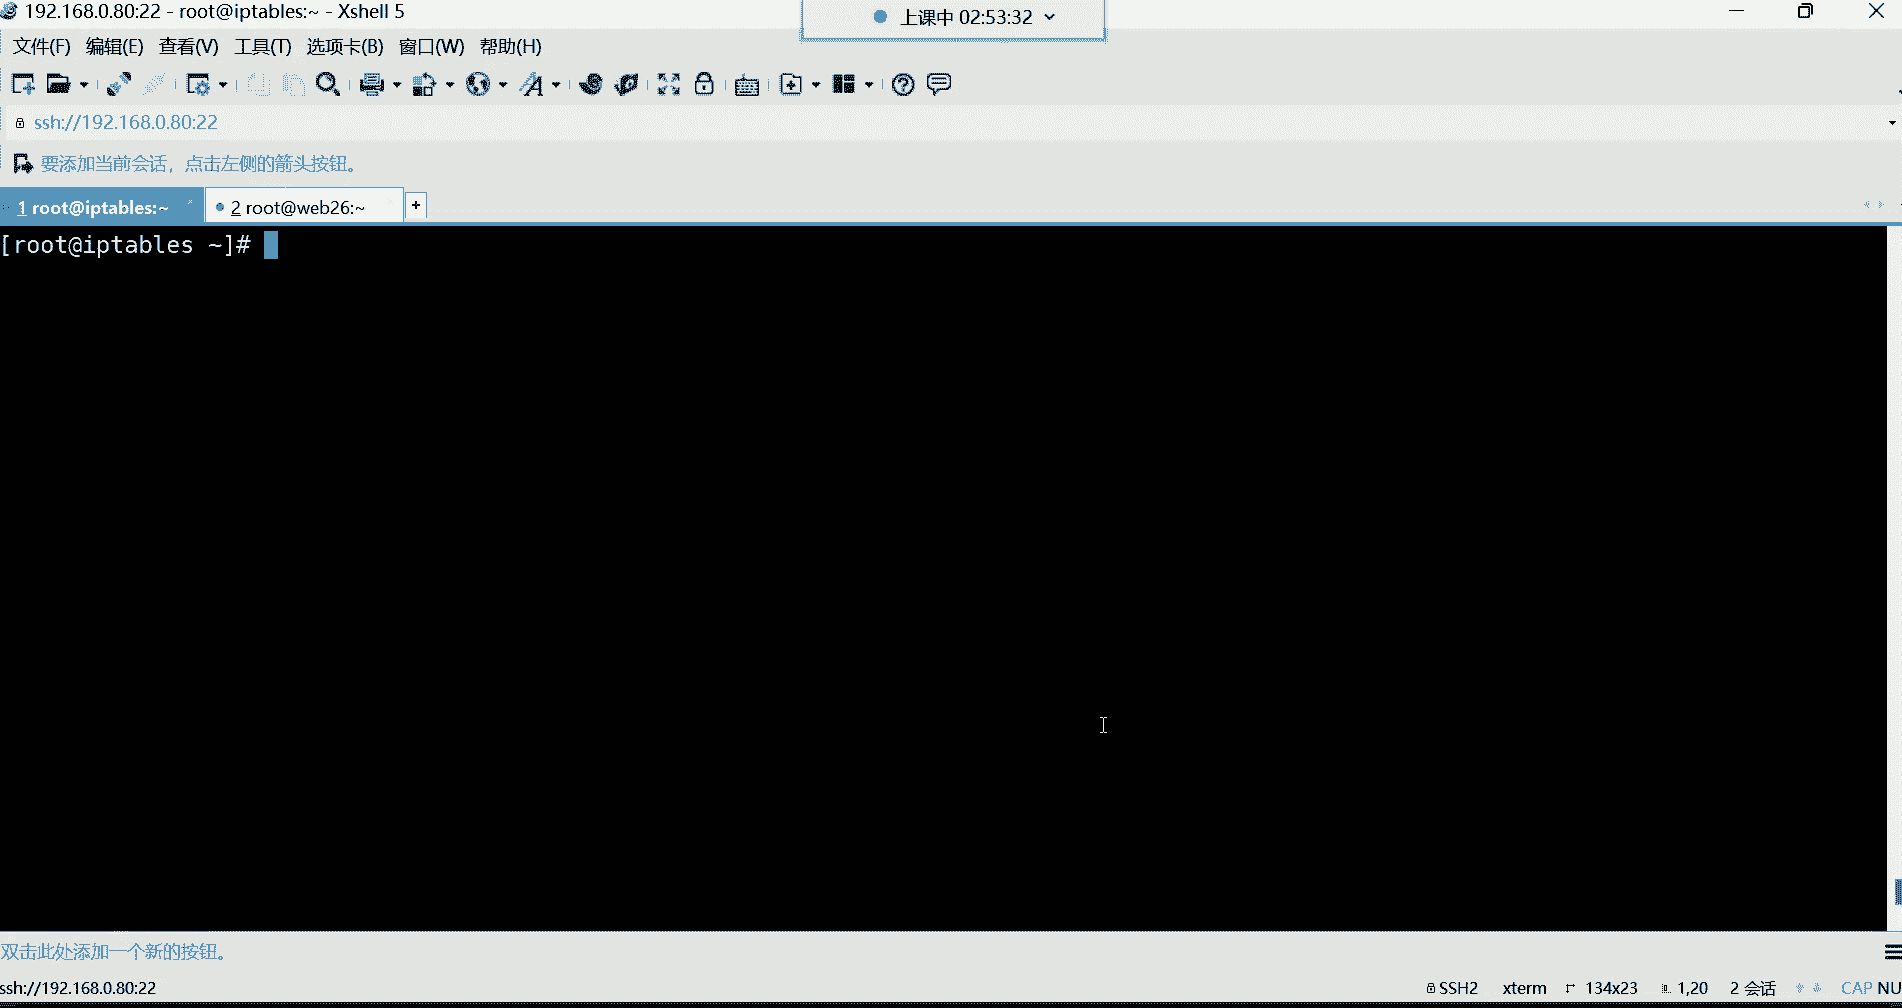 192.168.0.80:22 - root@iptables:~ - Xshell 5
上课中 02:53:32
文件(F) 编辑(E) 查看(V) 工具(T) 选项卡(B) 窗口(W) 帮助(H)
ssh://192.168.0.80:22
要添加当前会话，点击左侧的箭头按钮。
1 root@iptables:~ 2 root@web26:~ +
[root@iptables ~]#
双击此处添加一个新的按钮。
ssh://192.168.0.80:22 SSH2 xterm 134x23 1,20 2 会话 CAP NU